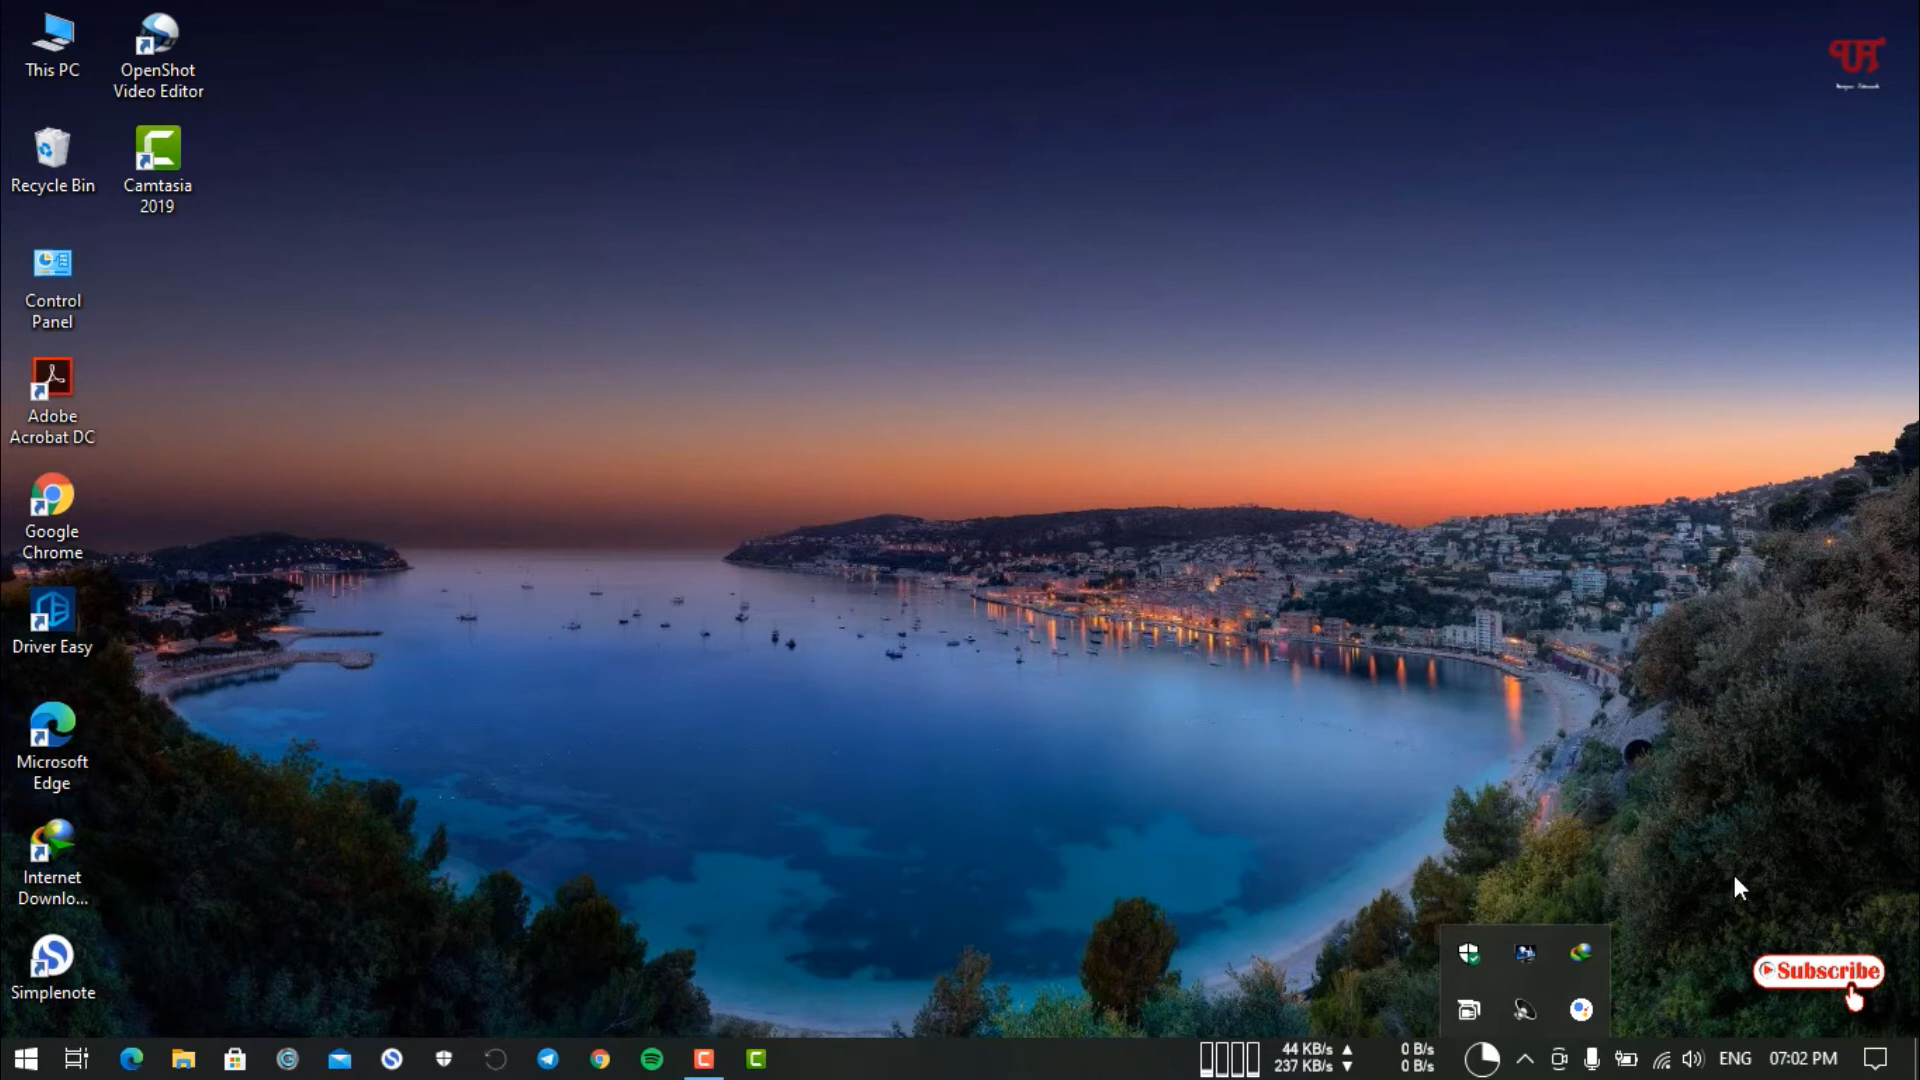 This PC
OpenShot
Video Editor
Recycle Bin
Camtasia
2019
Control
Panel
Adobe
Acrobat DC
Google
Chrome
Driver Easy
Microsoft
Edge
Internet
Downlo...
Simplenote
Subscribe
44 KB/s ▲ 0 B/s
237 KB/s ▼ 0 B/s
ENG
07:02 PM